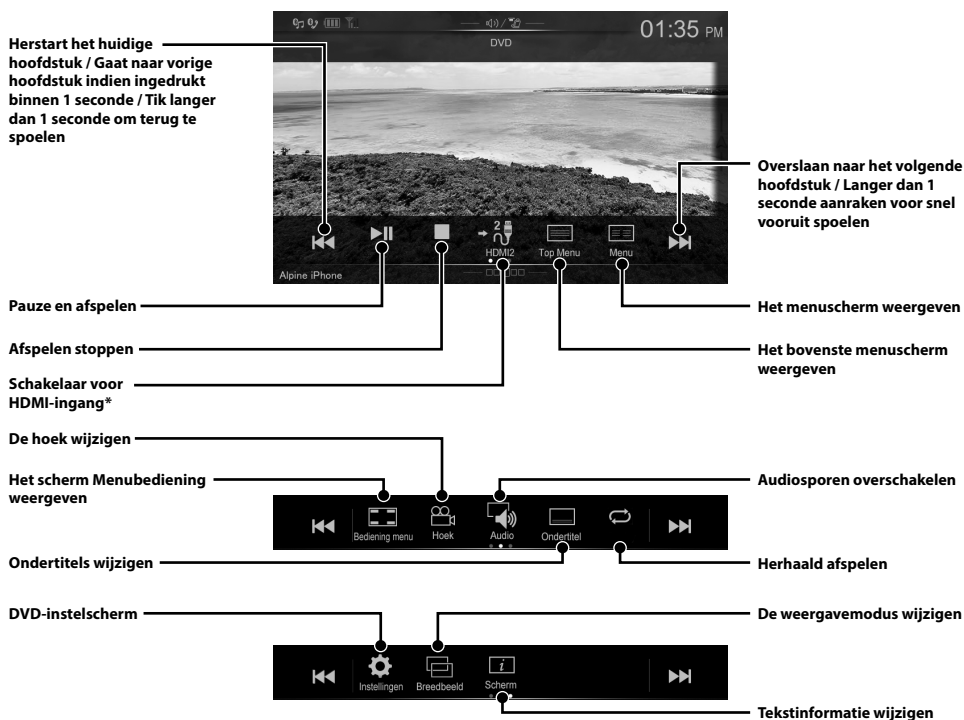 01:35 PM
DVD
Herstart het huidige
hoofdstuk / Gaat naar vorige
hoofdstuk indien ingedrukt
binnen 1 seconde / Tik langer
dan 1 seconde om terug te
spoelen
Overslaan naar het volgende
hoofdstuk / Langer dan 1
seconde aanraken voor snel
vooruit spoelen
2
HDMI2
Top Menu
Menu
Alpine iPhone
Pauze en afspelen
Het menuscherm weergeven
Afspelen stoppen
Het bovenste menuscherm
weergeven
Schakelaar voor
HDMI-ingang*
De hoek wijzigen
Het scherm Menubediening
weergeven
Audiosporen overschakelen
Bediening menu
Hoek
Audio
Ondertitel
Ondertitels wijzigen
Herhaald afspelen
DVD-instelscherm
De weergavemodus wijzigen
Instellingen
Breedbeeld
i
Scherm
Tekstinformatie wijzigen